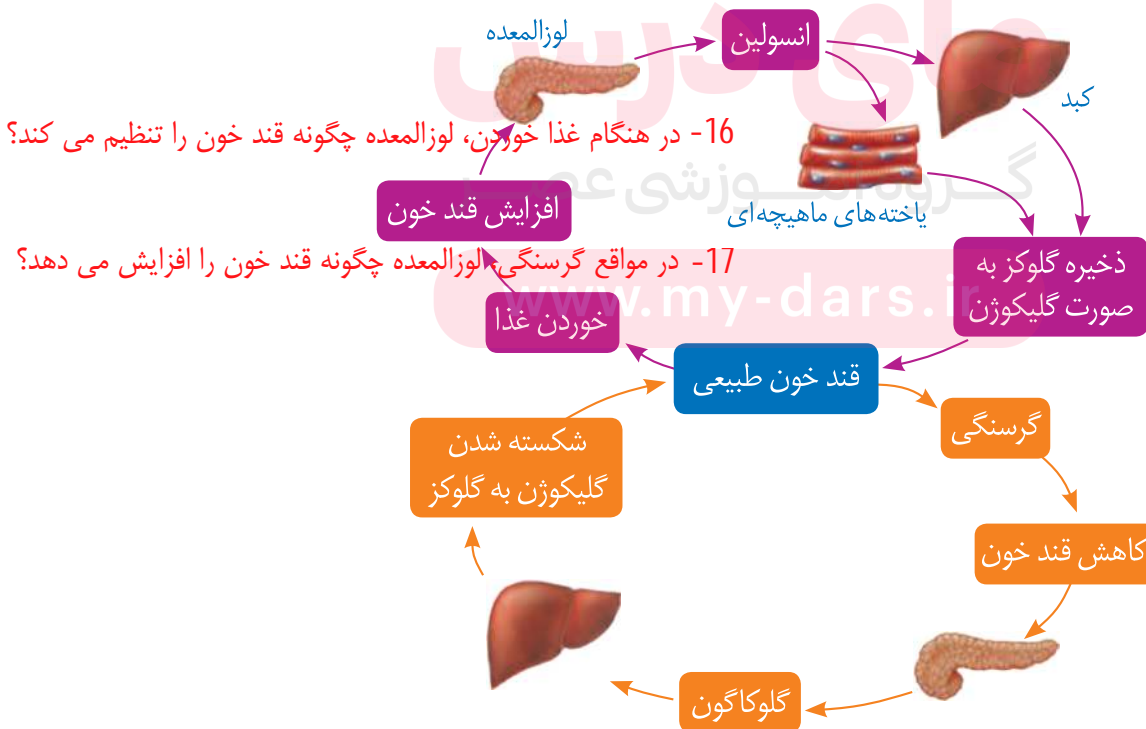 مای درس
لوزالمعده
انسولین
کبد
16- در هنگام غذا خوردن، لوزالمعده چگونه قند خون را تنظیم می کند؟
یاخته‌های ماهیچه‌ای
افزایش قند خون
17- در مواقع گرسنگی، لوزالمعده چگونه قند خون را افزایش می دهد؟
ذخیره گلوکز به
صورت گلیکوژن
www.my-dars.ir
خوردن غذا
قند خون طبیعی
گرسنگی
شکسته شدن
گلیکوژن به گلوکز
کاهش قند خون
گلوکاگون